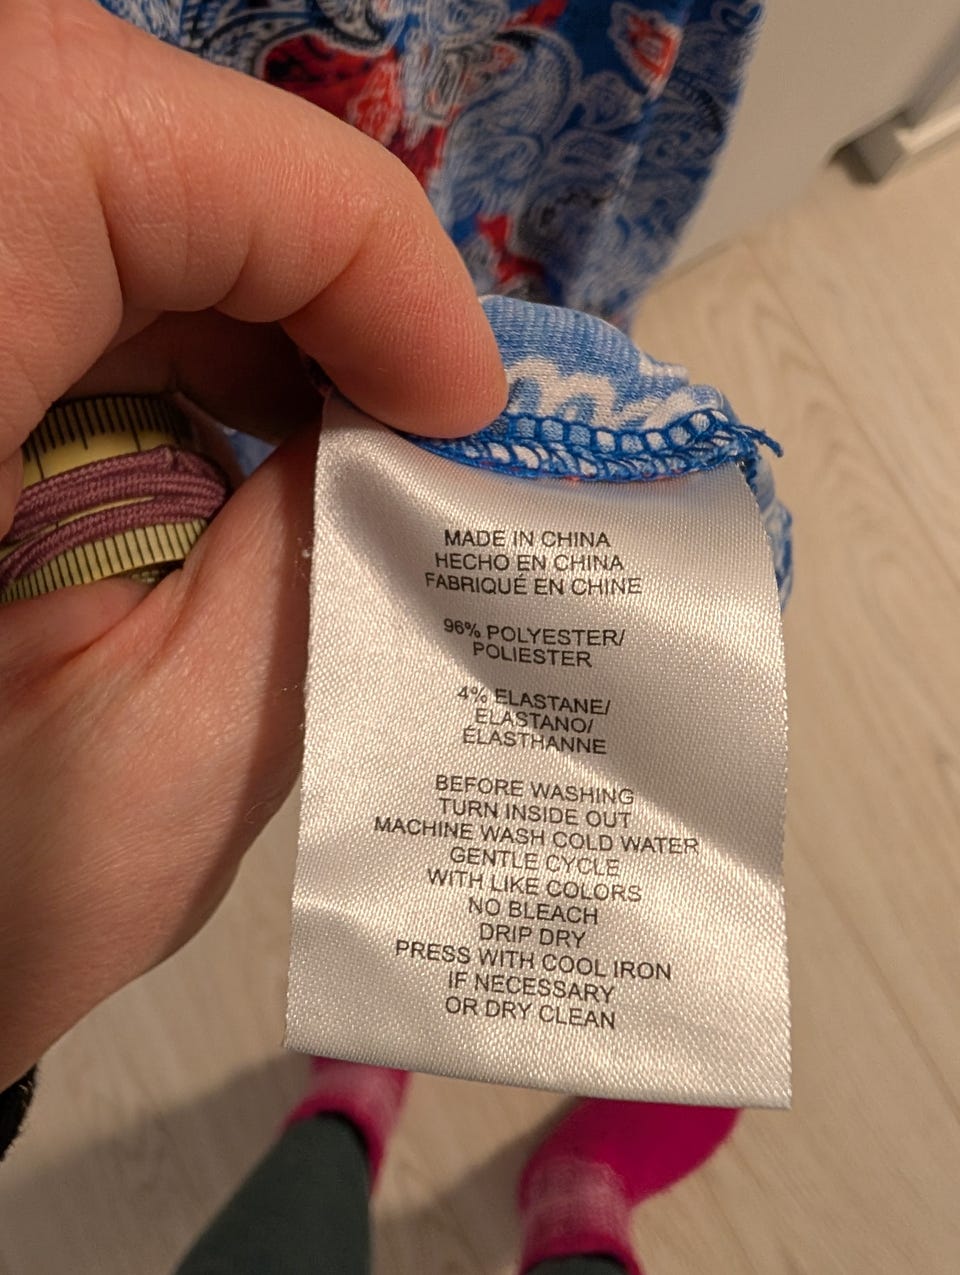 MADE IN CHINA
HECHO EN CHINA
FABRIQUÉ EN CHINE
96% POLYESTER/
POLIESTER
4% ELASTANE/
ELASTANO/
ÉLASTHANNE
BEFORE WASHING
TURN INSIDE OUT
MACHINE WASH COLD WATER
GENTLE CYCLE
WITH LIKE COLORS
NO BLEACH
DRIP DRY
PRESS WITH COOL IRON
IF NECESSARY
OR DRY CLEAN